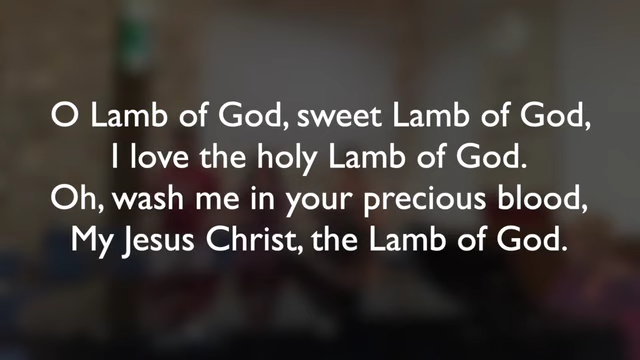 O Lamb of God, sweet Lamb of God,
I love the holy Lamb of God.
Oh, wash me in your precious blood,
My Jesus Christ, the Lamb of God.